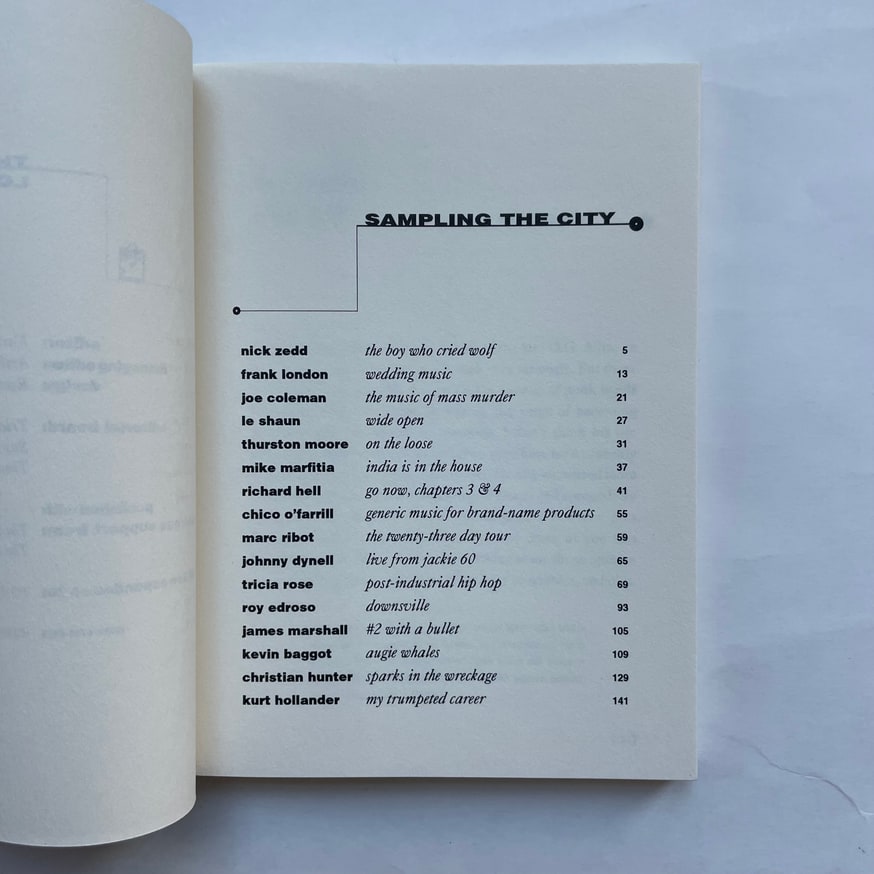 SAMPLING THE CITY
nick zedd the boy who cried wolf 5
frank london wedding music 13
joe coleman the music of mass murder 21
le shaun wide open 27
thurston moore on the loose 31
mike marfitia india is in the house 37
richard hell go now, chapters 3 & 4 41
chico o'farrill generic music for brand-name products 55
marc ribot the twenty-three day tour 59
johnny dynell live from jackie 60 65
tricia rose post-industrial hip hop 69
roy edroso downsville 93
james marshall #2 with a bullet 105
kevin baggot augie whales 109
christian hunter sparks in the wreckage 129
kurt hollander my trumpeted career 141